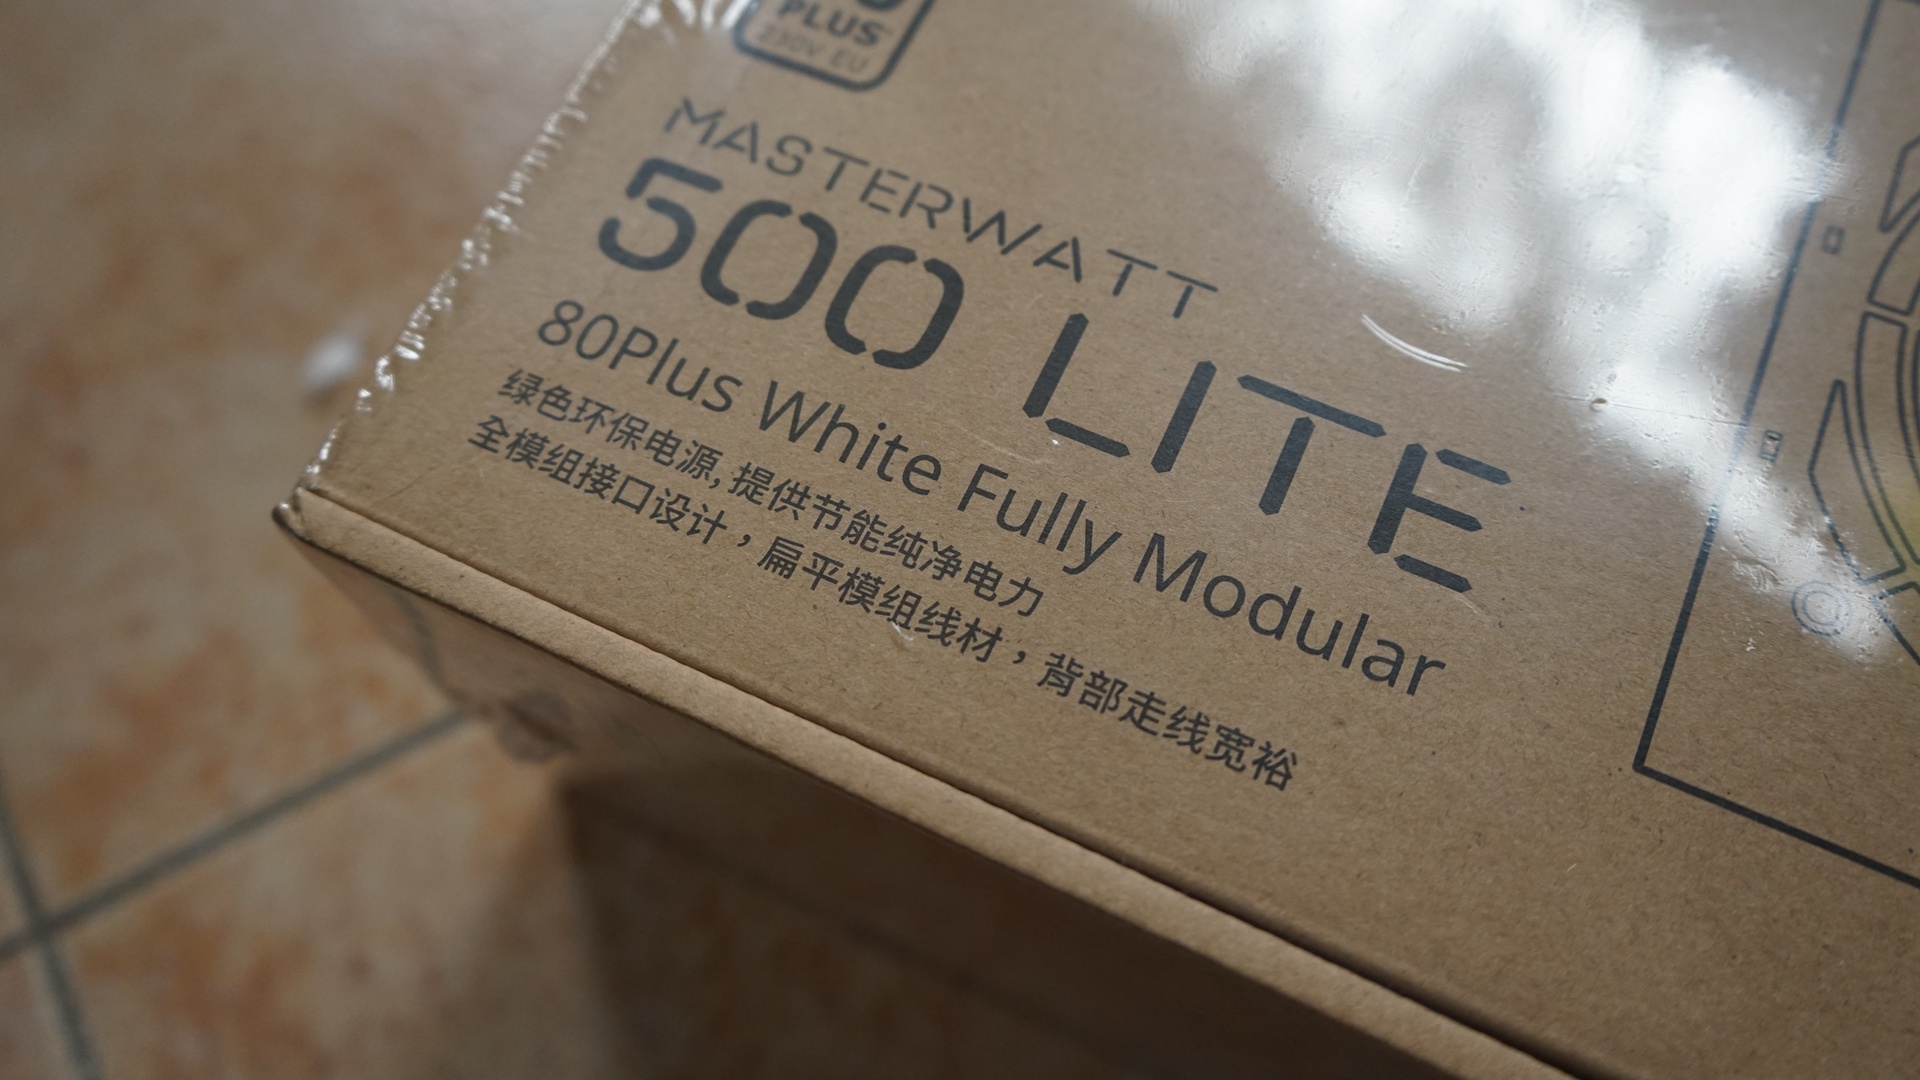 PLUS
230V EU
MASTERWATT
500 LITE
80Plus White Fully Modular
绿色环保电源,提供节能纯净电力
全模组接口设计，扁平模组线材，背部走线宽裕